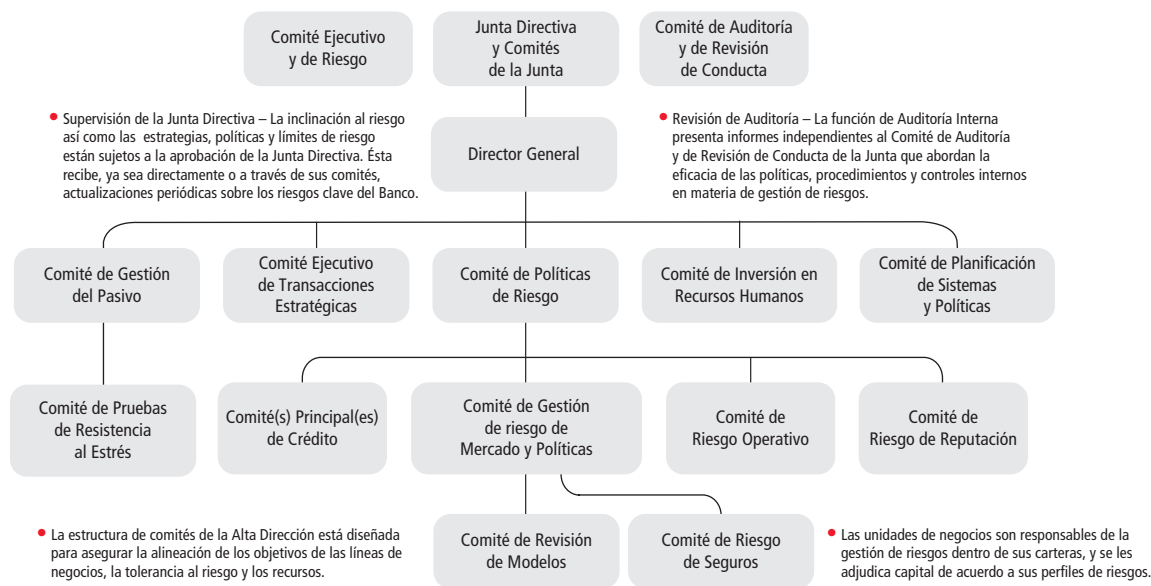 Comité Ejecutivo
y de Riesgo
Junta Directiva
y Comités
de la Junta
Comité de Auditoría
y de Revisión
de Conducta
• Supervisión de la Junta Directiva – La inclinación al riesgo
así como las estrategias, políticas y límites de riesgo
están sujetos a la aprobación de la Junta Directiva. Ésta
recibe, ya sea directamente o a través de sus comités,
actualizaciones periódicas sobre los riesgos clave del Banco.
Director General
• Revisión de Auditoría – La función de Auditoría Interna
presenta informes independientes al Comité de Auditoría
y de Revisión de Conducta de la Junta que abordan la
eficacia de las políticas, procedimientos y controles internos
en materia de gestión de riesgos.
Comité de Gestión
del Pasivo
Comité Ejecutivo
de Transacciones
Estratégicas
Comité de Políticas
de Riesgo
Comité de Inversión en
Recursos Humanos
Comité de Planificación
de Sistemas
y Políticas
Comité de Pruebas
de Resistencia
al Estrés
Comité(s) Principal(es)
de Crédito
Comité de Gestión
de riesgo de
Mercado y Políticas
Comité de
Riesgo Operativo
Comité de
Riesgo de Reputación
• La estructura de comités de la Alta Dirección está diseñada
para asegurar la alineación de los objetivos de las líneas de
negocios, la tolerancia al riesgo y los recursos.
Comité de Revisión
de Modelos
Comité de Riesgo
de Seguros
• Las unidades de negocios son responsables de la
gestión de riesgos dentro de sus carteras, y se les
adjudica capital de acuerdo a sus perfiles de riesgos.